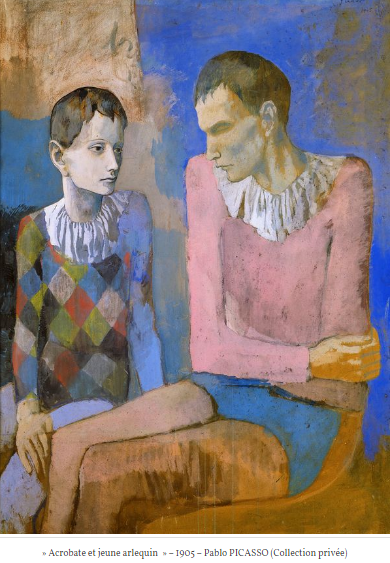 » Acrobate et jeune arlequin » – 1905 – Pablo PICASSO (Collection privée)